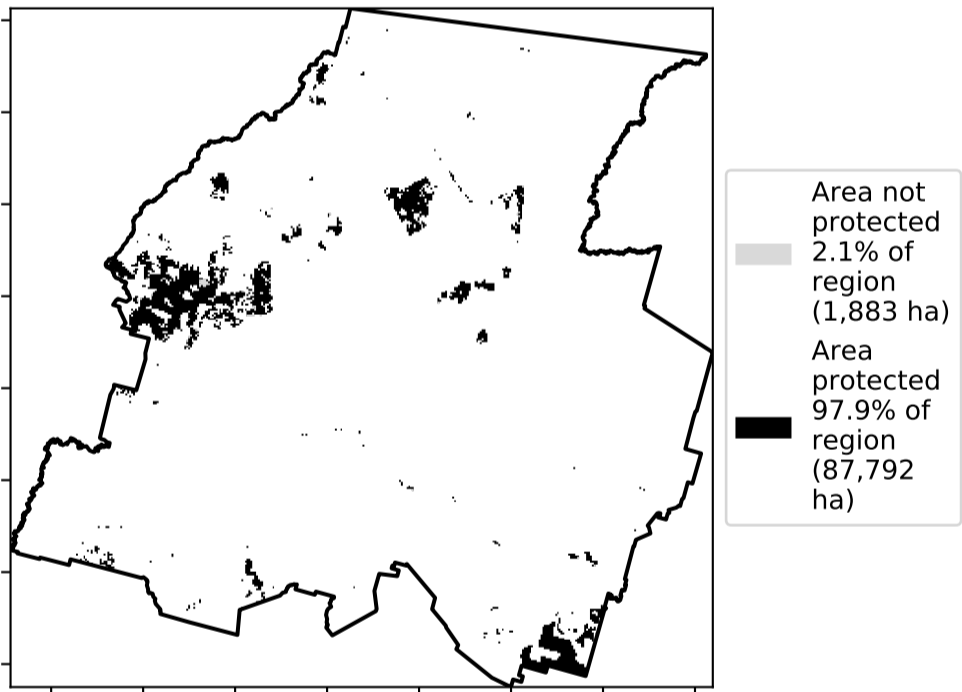 Area not
protected
2.1% of
region
(1,883 ha)
Area
protected
97.9% of
region
(87,792
ha)